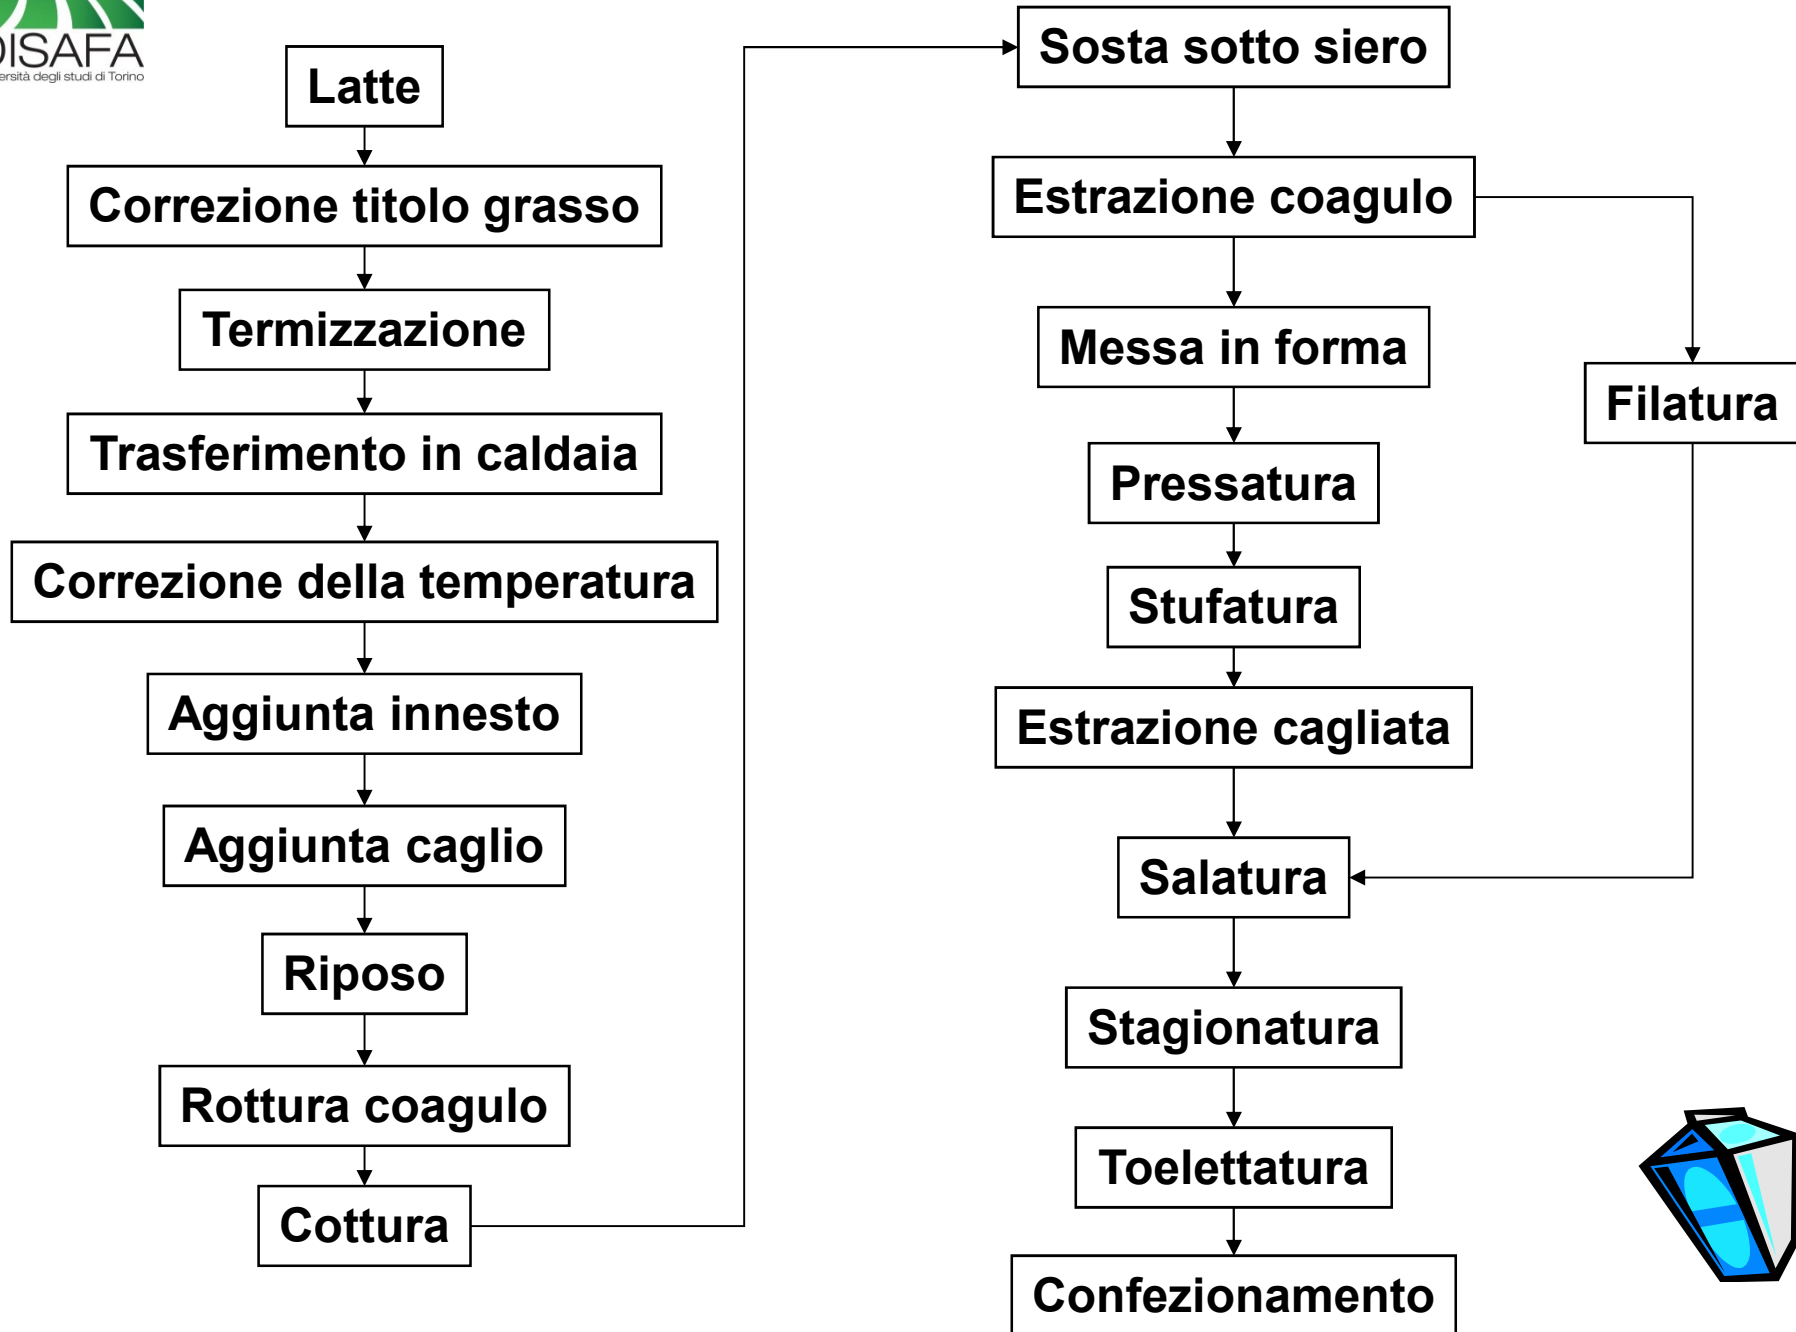 DISAFA
ersità degli studi di Torino
Latte
Correzione titolo grasso
Termizzazione
Trasferimento in caldaia
Correzione della temperatura
Aggiunta innesto
Aggiunta caglio
Riposo
Rottura coagulo
Cottura
Sosta sotto siero
Estrazione coagulo
Messa in forma
Filatura
Pressatura
Stufatura
Estrazione cagliata
Salatura
Stagionatura
Toelettatura
Confezionamento